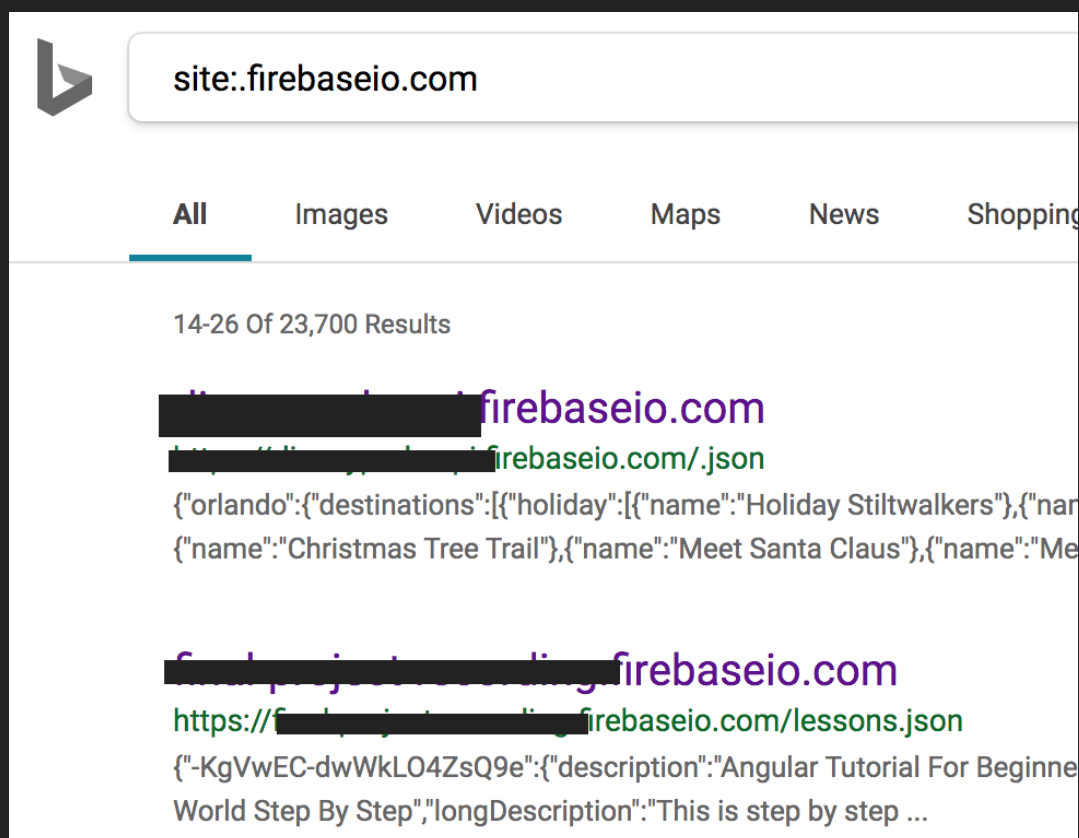 site:.firebaseio.com
All Images Videos Maps News Shopping
14-26 Of 23,700 Results
firebaseio.com
firebaseio.com/.json
{"orlando":{"destinations":[{"holiday":[{"name":"Holiday Stiltwalkers"},{"nam
{"name":"Christmas Tree Trail"},{"name":"Meet Santa Claus"},{"name":"Me
firebaseio.com
https://f firebaseio.com/lessons.json
{"-KgVwEC-dwWkLO4ZsQ9e":{"description":"Angular Tutorial For Beginne
World Step By Step","longDescription":"This is step by step ...